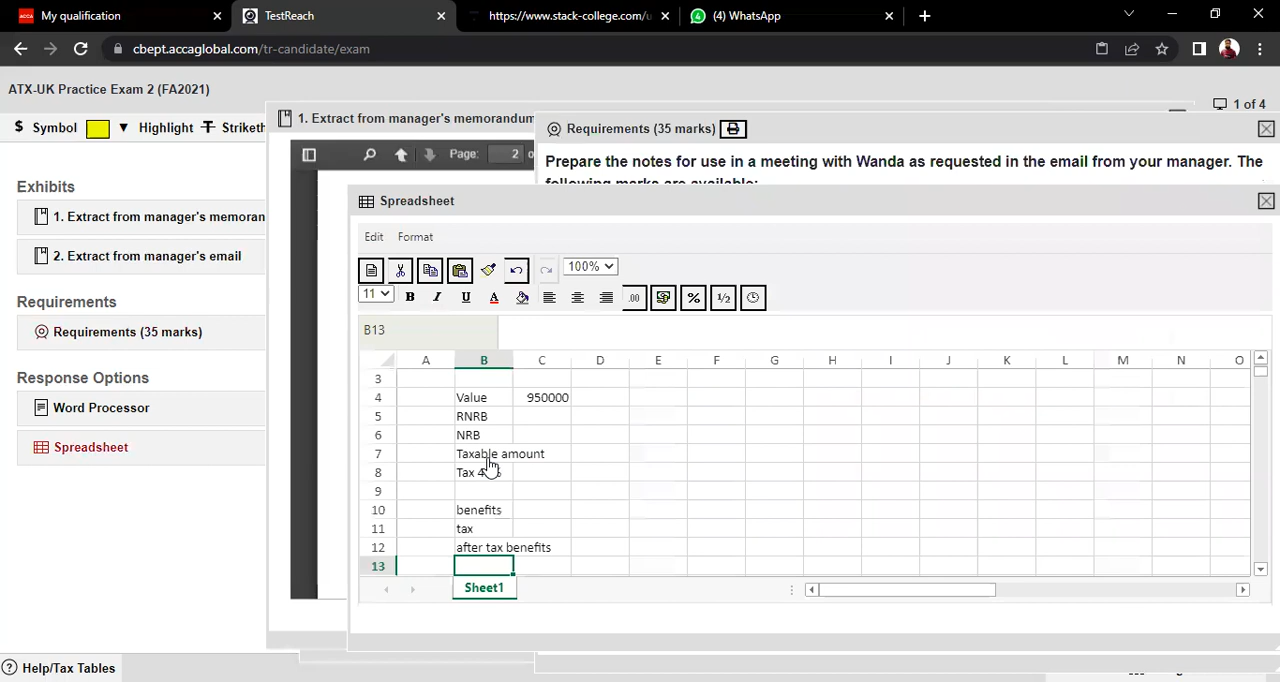 My qualification
TestReach
https://www.stack-college.com/u
(4) WhatsApp
cbept.accaglobal.com/tr-candidate/exam
ATX-UK Practice Exam 2 (FA2021)
1 of 4
$ Symbol
Highlight
Striketh
Exhibits
1. Extract from manager's memoran
2. Extract from manager's email
Requirements
Requirements (35 marks)
Response Options
Word Processor
Spreadsheet
Help/Tax Tables
1. Extract from manager's memorandum
Page: 2 o
Requirements (35 marks)
Prepare the notes for use in a meeting with Wanda as requested in the email from your manager. The
following marks are available:
Spreadsheet
Edit Format
100%
11 B I U A .00 % 1/2
B13
A B C D E F G H I J K L M N O
3
4 Value 950000
5 RNRB
6 NRB
7 Taxable amount
8 Tax 4
9
10 benefits
11 tax
12 after tax benefits
13
Sheet1